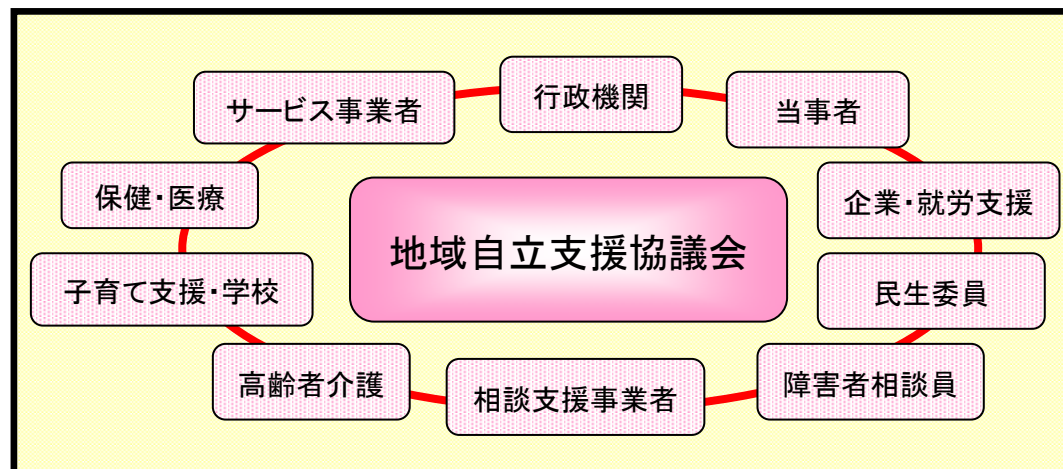 行政機関
サービス事業者
当事者
保健・医療
企業・就労支援
地域自立支援協議会
子育て支援・学校
民生委員
高齢者介護
相談支援事業者
障害者相談員